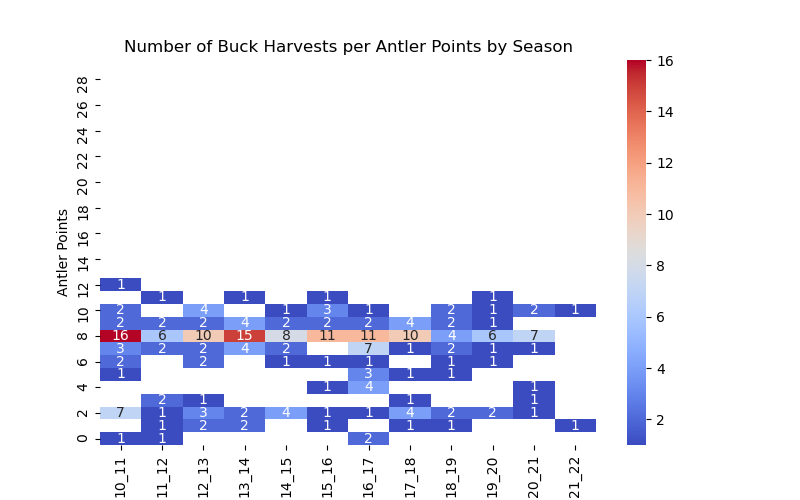 Number of Buck Harvests per Antler Points by Season
Antler Points
28
26
24
22
20
18
16
14
12 1
1 1 1 1
10 2 4 1 3 1 2 1 2 1
2 2 2 4 2 2 2 4 2 1
8 16 6 10 15 8 11 11 10 4 6 7
3 2 2 4 2 7 1 2 1 1
6 2 2 1 1 1 1 1
1 3 1 1
4 1 4 1
2 1 1 1
2 7 1 3 2 4 1 1 4 2 2 1
1 2 2 1 1 1 1
0 1 1 2
10_11 11_12 12_13 13_14 14_15 15_16 16_17 17_18 18_19 19_20 20_21 21_22
16
14
12
10
8
6
4
2